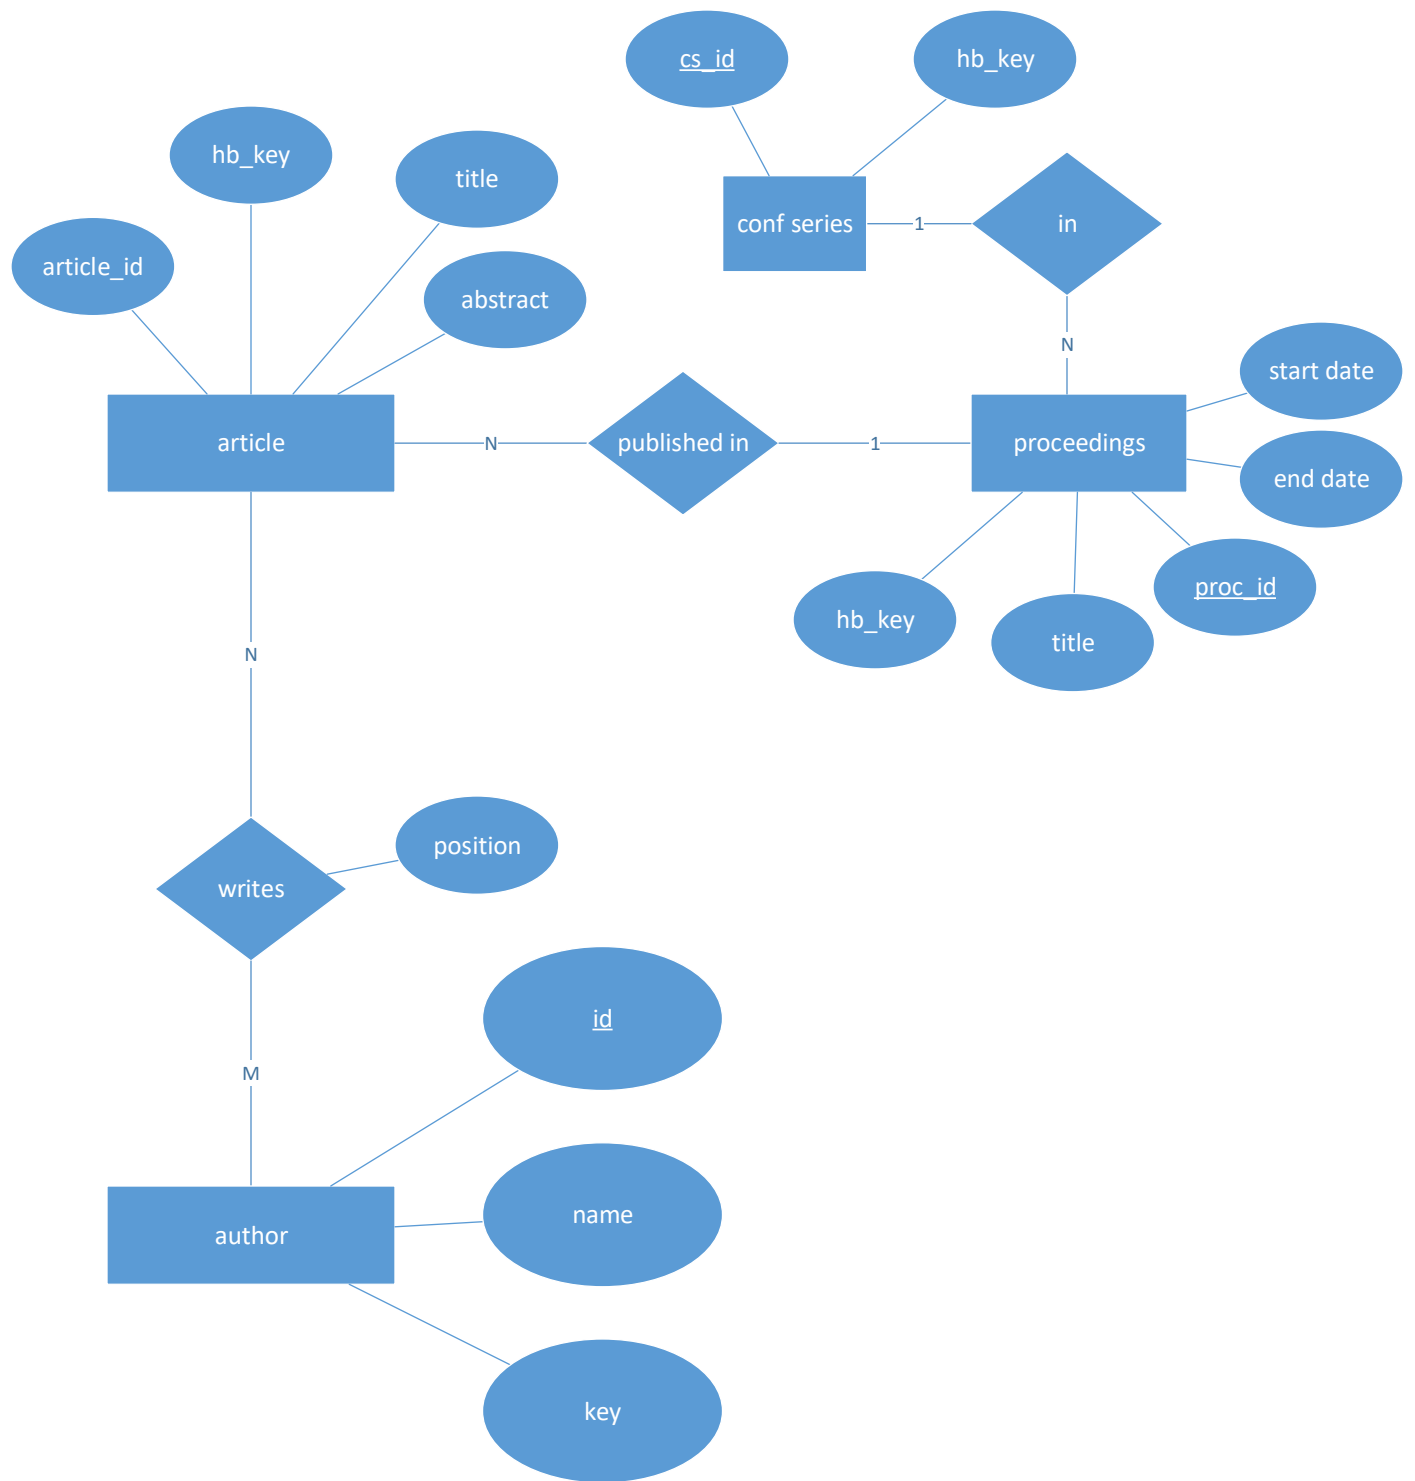 cs_id
hb_key
hb_key
title
article_id
abstract
conf series
1
in
N
start date
article
N
published in
1
proceedings
end date
hb_key
title
proc_id
N
position
writes
id
M
name
author
key